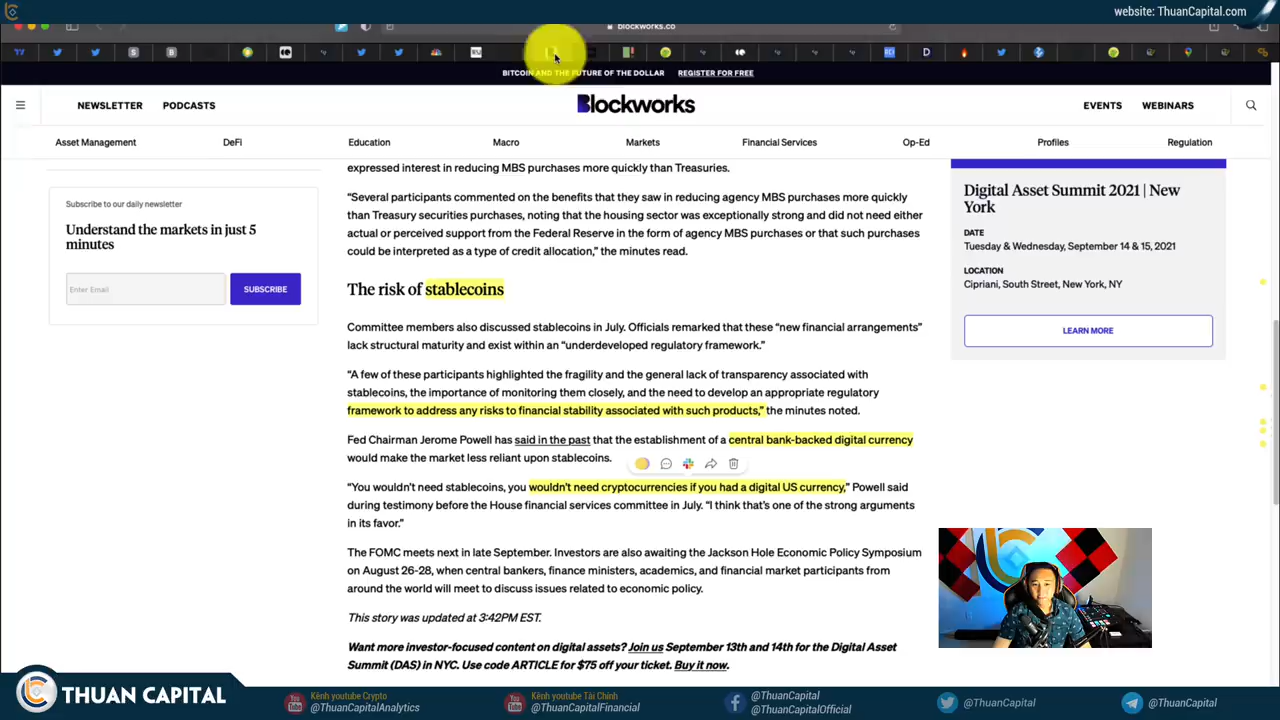 website: ThuanCapital.com
blockworks.co
BITCOIN AND THE FUTURE OF THE DOLLAR REGISTER FOR FREE
NEWSLETTER PODCASTS
Blockworks
EVENTS WEBINARS
Asset Management DeFi Education Macro Markets Financial Services Op-Ed Profiles Regulation
Subscribe to our daily newsletter
Understand the markets in just 5
minutes
Enter Email
SUBSCRIBE
expressed interest in reducing MBS purchases more quickly than Treasuries.
“Several participants commented on the benefits that they saw in reducing agency MBS purchases more quickly
than Treasury securities purchases, noting that the housing sector was exceptionally strong and did not need either
actual or perceived support from the Federal Reserve in the form of agency MBS purchases or that such purchases
could be interpreted as a type of credit allocation,” the minutes read.
The risk of stablecoins
Committee members also discussed stablecoins in July. Officials remarked that these “new financial arrangements”
lack structural maturity and exist within an “underdeveloped regulatory framework.”
“A few of these participants highlighted the fragility and the general lack of transparency associated with
stablecoins, the importance of monitoring them closely, and the need to develop an appropriate regulatory
framework to address any risks to financial stability associated with such products,” the minutes noted.
Fed Chairman Jerome Powell has said in the past that the establishment of a central bank-backed digital currency
would make the market less reliant upon stablecoins.
“You wouldn’t need stablecoins, you wouldn’t need cryptocurrencies if you had a digital US currency,” Powell said
during testimony before the House financial services committee in July. “I think that’s one of the strong arguments
in its favor.”
The FOMC meets next in late September. Investors are also awaiting the Jackson Hole Economic Policy Symposium
on August 26-28, when central bankers, finance ministers, academics, and financial market participants from
around the world will meet to discuss issues related to economic policy.
This story was updated at 3:42PM EST.
Want more investor-focused content on digital assets? Join us September 13th and 14th for the Digital Asset
Summit (DAS) in NYC. Use code ARTICLE for $75 off your ticket. Buy it now.
Digital Asset Summit 2021 | New
York
DATE
Tuesday & Wednesday, September 14 & 15, 2021
LOCATION
Cipriani, South Street, New York, NY
LEARN MORE
THUAN CAPITAL
Kênh youtube Crypto
@ThuanCapitalAnalytics
Kênh youtube Tài Chính
@ThuanCapitalFinancial
@ThuanCapital
@ThuanCapitalOfficial
@ThuanCapital
@ThuanCapital